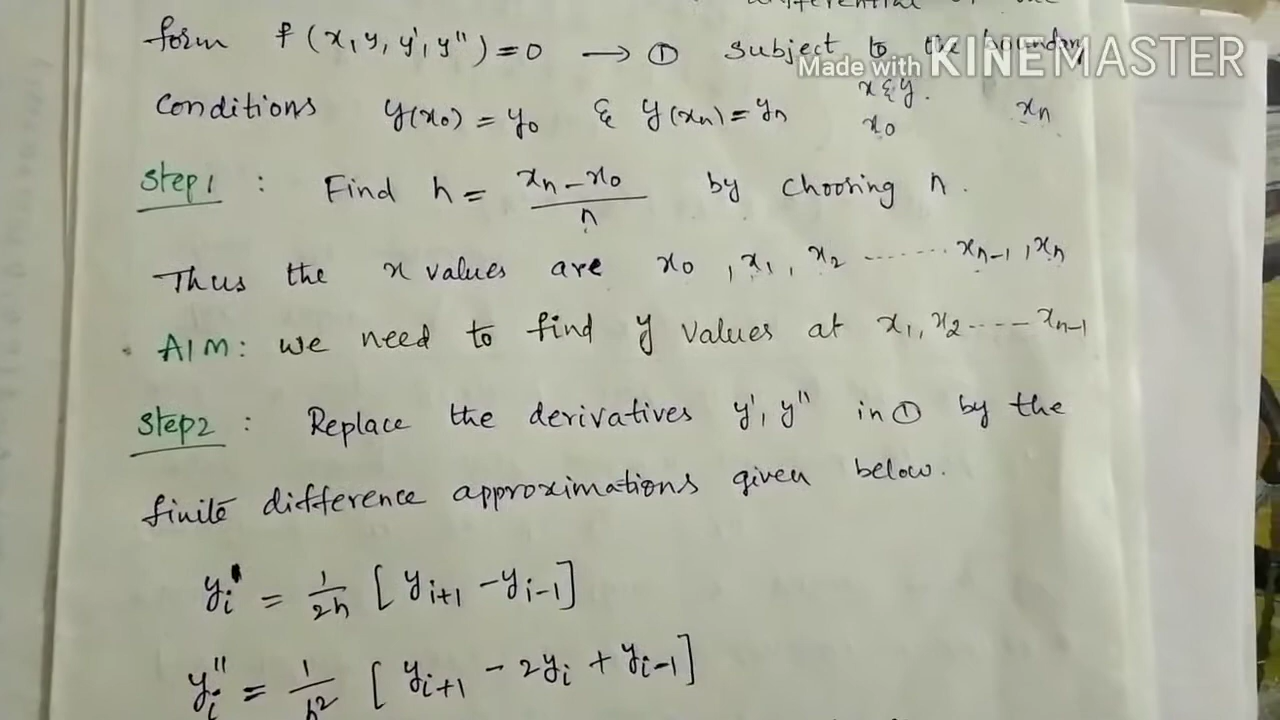 form f(x,y,y',y'')=0 → ① subject to the boundary
Made with KINEMASTER
conditions y(x₀) = y₀ & y(xₙ)=yₙ x & y.
x₀ xₙ
Step1 : Find h = (xₙ - x₀)/n by choosing n.
Thus the x values are x₀, x₁, x₂ ........ xₙ₋₁, xₙ
AIM: we need to find y values at x₁, x₂ ---- xₙ₋₁
Step2 : Replace the derivatives y', y'' in ① by the
finite difference approximations given below.
yᵢ' = 1/2h [yᵢ₊₁ - yᵢ₋₁]
yᵢ'' = 1/h² [yᵢ₊₁ - 2yᵢ + yᵢ₋₁]